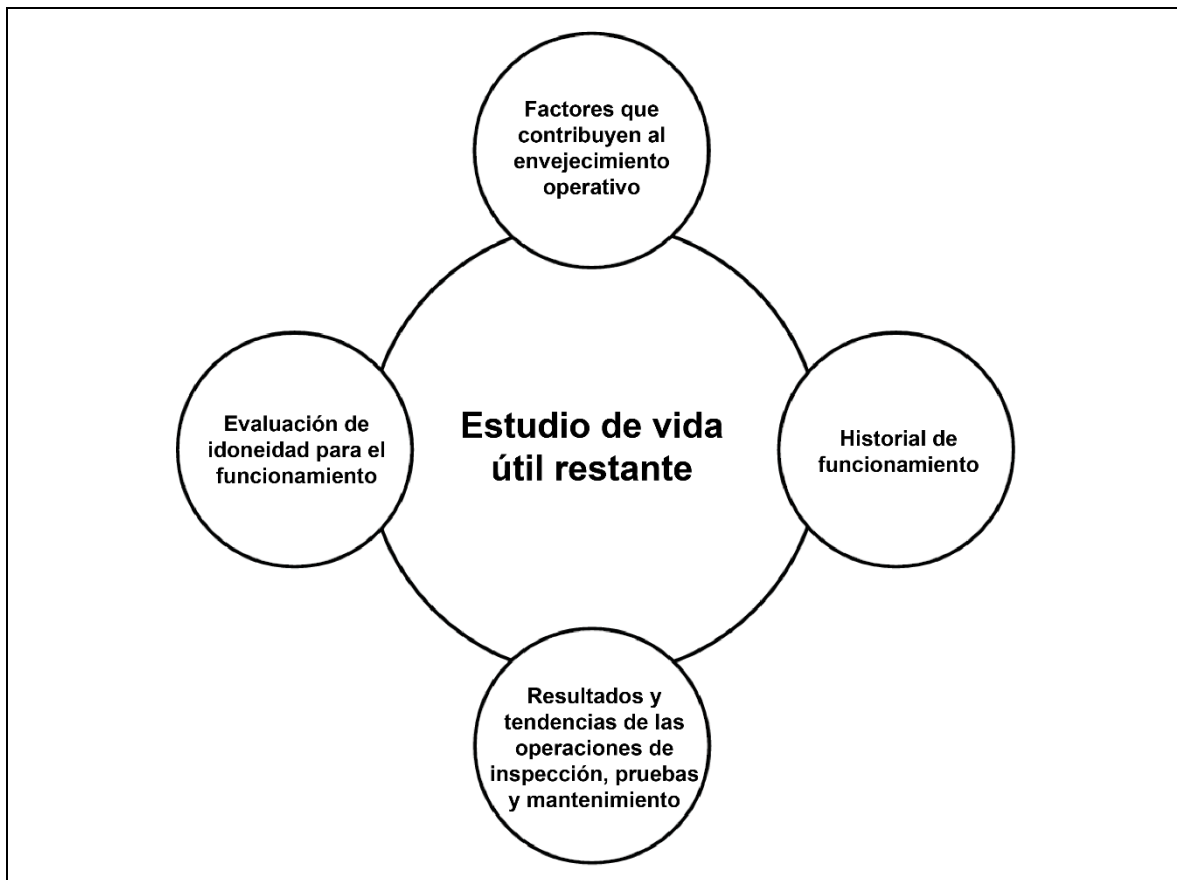 Factores que
contribuyen al
envejecimiento
operativo
Evaluación de
idoneidad para el
funcionamiento
Estudio de vida
útil restante
Historial de
funcionamiento
Resultados y
tendencias de las
operaciones de
inspección, pruebas
y mantenimiento